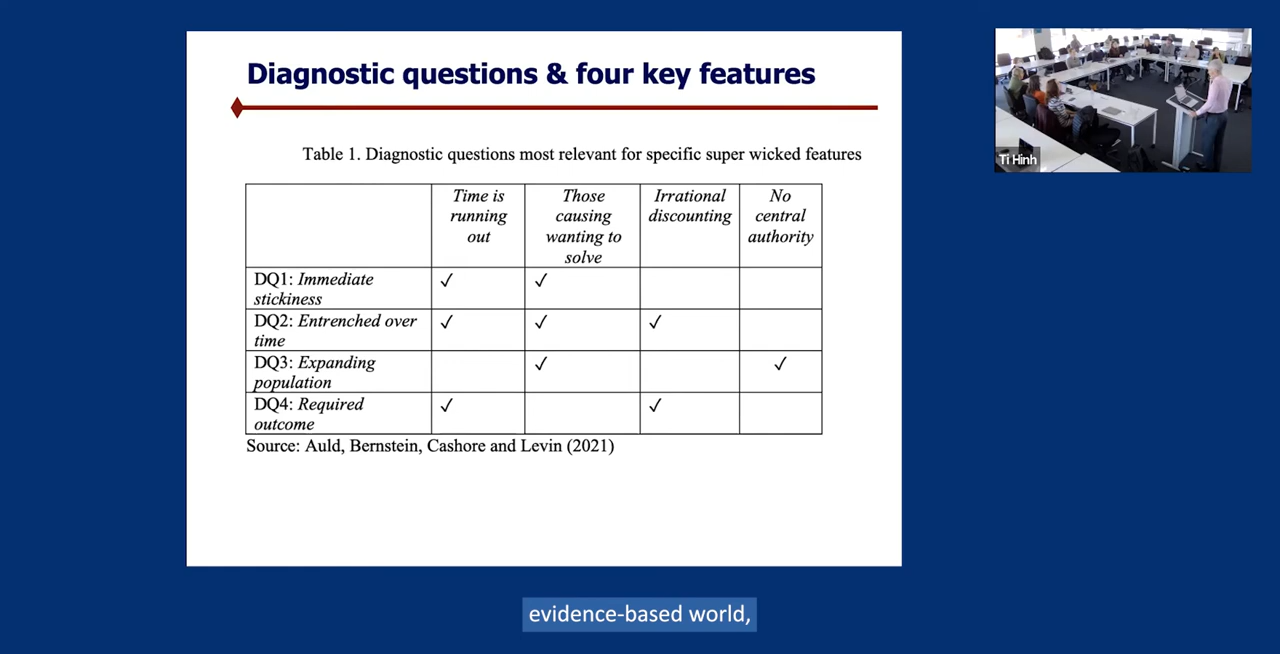 Diagnostic questions & four key features
Table 1. Diagnostic questions most relevant for specific super wicked features
Time is running out
Those causing wanting to solve
Irrational discounting
No central authority
DQ1: Immediate stickiness ✓ ✓
DQ2: Entrenched over time ✓ ✓ ✓
DQ3: Expanding population ✓ ✓
DQ4: Required outcome ✓ ✓
Source: Auld, Bernstein, Cashore and Levin (2021)
Ti Hinh
evidence-based world,